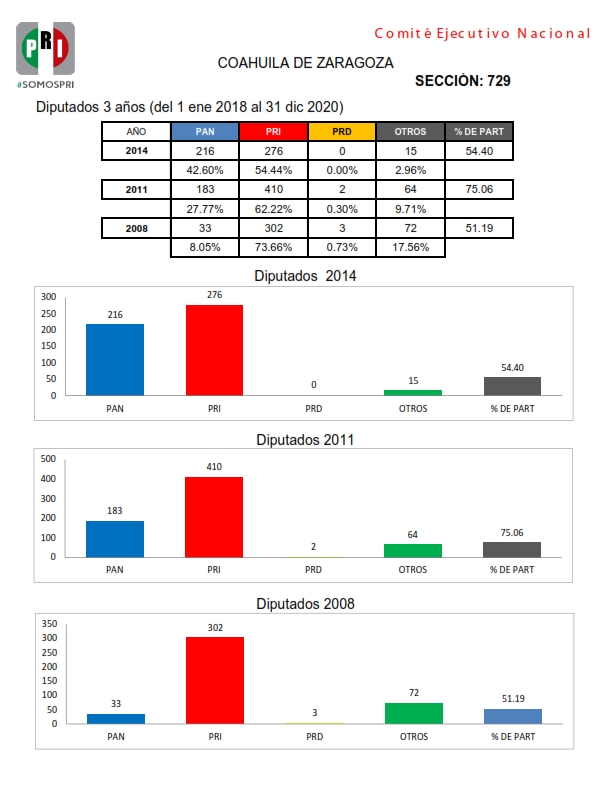 Comité Ejecutivo Nacional
PRI
#SOMOSPRI
COAHUILA DE ZARAGOZA
SECCIÓN: 729
Diputados 3 años (del 1 ene 2018 al 31 dic 2020)
AÑO PAN PRI PRD OTROS % DE PART
2014 216 276 0 15 54.40
42.60% 54.44% 0.00% 2.96%
2011 183 410 2 64 75.06
27.77% 62.22% 0.30% 9.71%
2008 33 302 3 72 51.19
8.05% 73.66% 0.73% 17.56%
Diputados 2014
300
250
200
150
100
50
0
216 276 0 15 54.40
PAN PRI PRD OTROS % DE PART
Diputados 2011
500
400
300
200
100
0
183 410 2 64 75.06
PAN PRI PRD OTROS % DE PART
Diputados 2008
350
300
250
200
150
100
50
0
33 302 3 72 51.19
PAN PRI PRD OTROS % DE PART